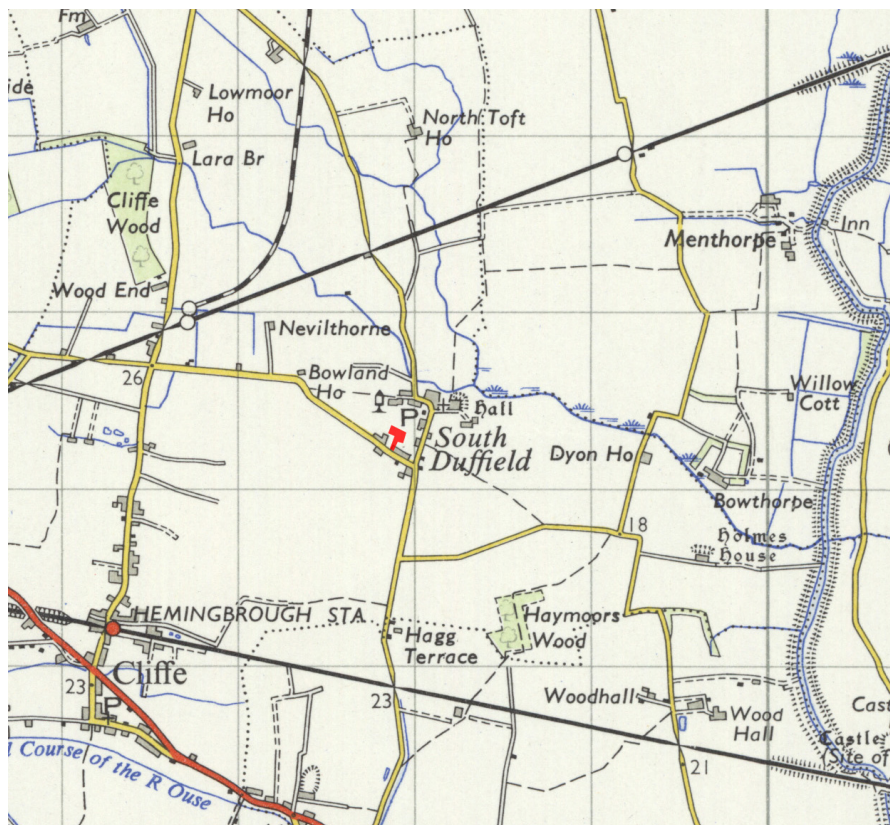 Fm
ide
Lowmoor
Ho
North Toft
Ho
Lara Br
Cliffe
Wood
Inn
Menthorpe
Wood End
Nevilthorne
26
Bowland
Ho
Willow
Cott
P
Hall
South
Duffield
Dyon Ho
Bowthorpe
18
Holmes
House
HEMINGBROUGH STA
Haymoors
Wood
Hagg
Terrace
Cliffe
23
23
P
Woodhall
Wood
Hall
Cast
Castle
(Site of
21
l Course of the R Ouse